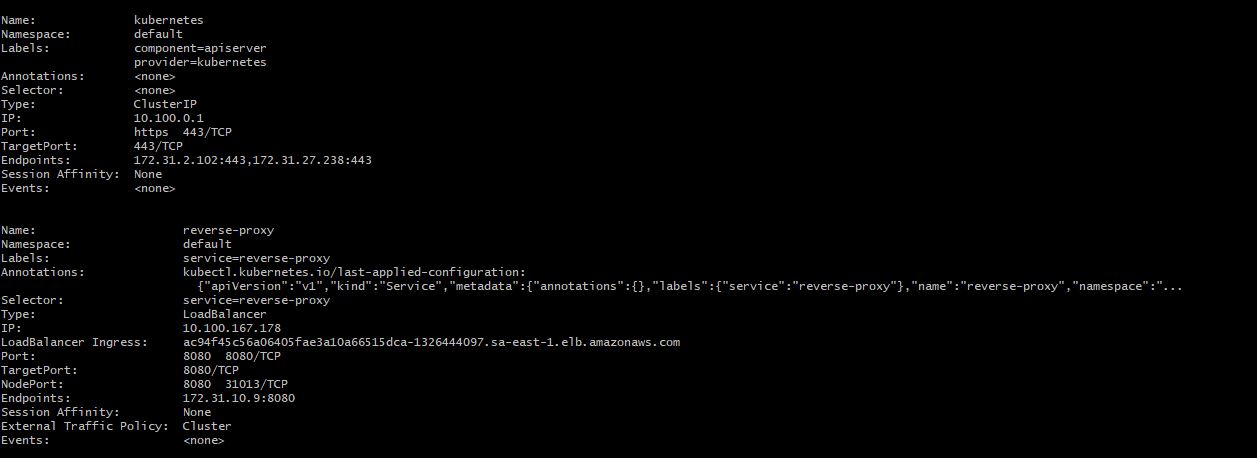 Name: kubernetes
Namespace: default
Labels: component=apiserver
provider=kubernetes
Annotations: <none>
Selector: <none>
Type: ClusterIP
IP: 10.100.0.1
Port: https 443/TCP
TargetPort: 443/TCP
Endpoints: 172.31.2.102:443,172.31.27.238:443
Session Affinity: None
Events: <none>
Name: reverse-proxy
Namespace: default
Labels: service=reverse-proxy
Annotations: kubectl.kubernetes.io/last-applied-configuration:
{"apiVersion":"v1","kind":"Service","metadata":{"annotations":{},"labels":{"service":"reverse-proxy"},"name":"reverse-proxy","namespace":"...
Selector: service=reverse-proxy
Type: LoadBalancer
IP: 10.100.167.178
LoadBalancer Ingress: ac94f45c56a06405fae3a10a66515dca-1326444097.sa-east-1.elb.amazonaws.com
Port: 8080 8080/TCP
TargetPort: 8080/TCP
NodePort: 8080 31013/TCP
Endpoints: 172.31.10.9:8080
Session Affinity: None
External Traffic Policy: Cluster
Events: <none>